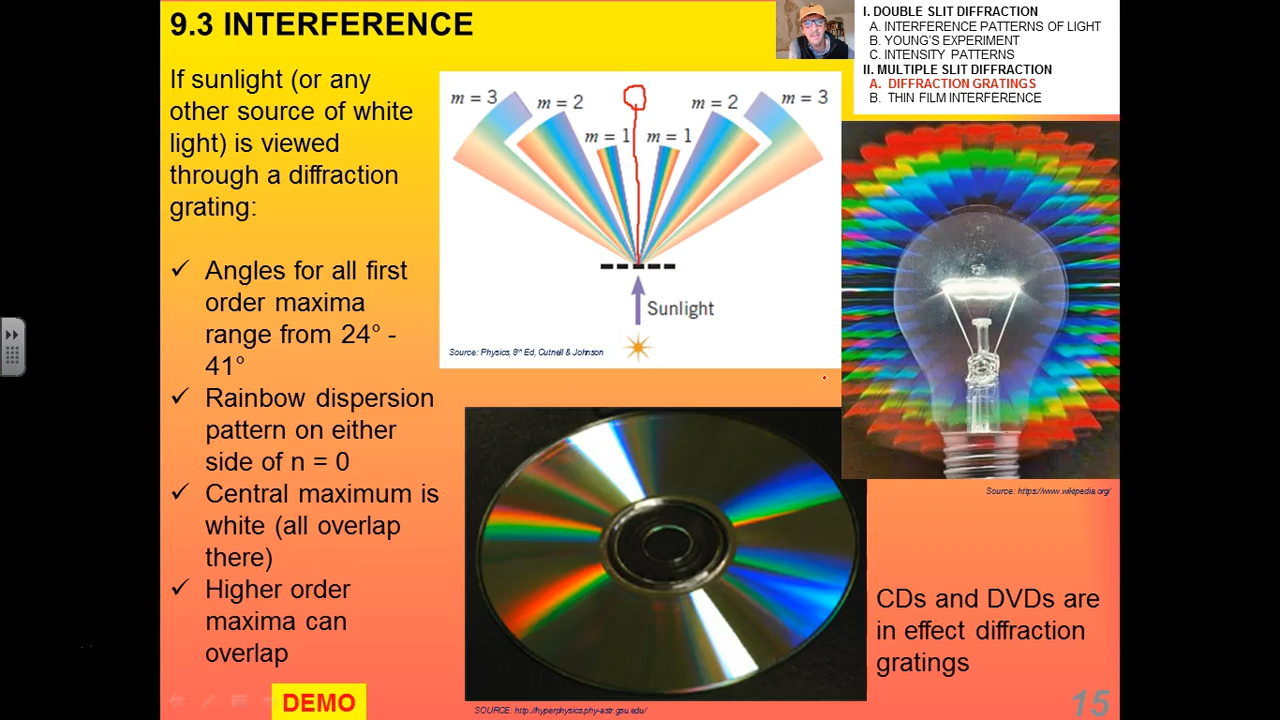 9.3 INTERFERENCE
If sunlight (or any
other source of white
light) is viewed
through a diffraction
grating:
✓ Angles for all first
order maxima
range from 24° -
41°
✓ Rainbow dispersion
pattern on either
side of n = 0
✓ Central maximum is
white (all overlap
there)
✓ Higher order
maxima can
overlap
DEMO
m = 3
m = 2
m = 1
m = 1
m = 2
m = 3
Sunlight
Source: Physics, 9th Ed, Cutnell & Johnson
SOURCE: http://hyperphysics.phy-astr.gsu.edu/
I. DOUBLE SLIT DIFFRACTION
A. INTERFERENCE PATTERNS OF LIGHT
B. YOUNG'S EXPERIMENT
C. INTENSITY PATTERNS
II. MULTIPLE SLIT DIFFRACTION
A. DIFFRACTION GRATINGS
B. THIN FILM INTERFERENCE
Source: https://www.wikipedia.org/
CDs and DVDs are
in effect diffraction
gratings
15